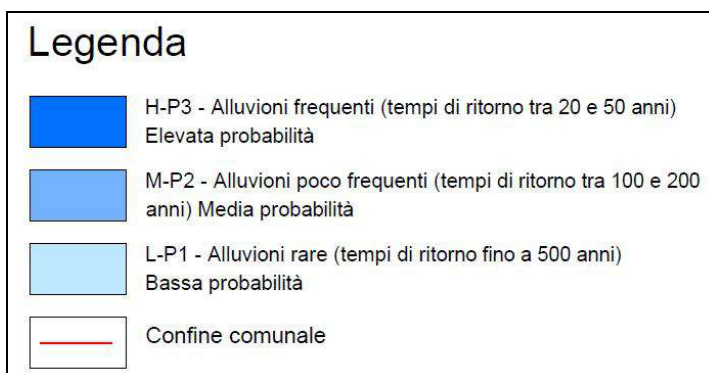 Legenda
H-P3 - Alluvioni frequenti (tempi di ritorno tra 20 e 50 anni)
Elevata probabilità
M-P2 - Alluvioni poco frequenti (tempi di ritorno tra 100 e 200
anni) Media probabilità
L-P1 - Alluvioni rare (tempi di ritorno fino a 500 anni)
Bassa probabilità
Confine comunale